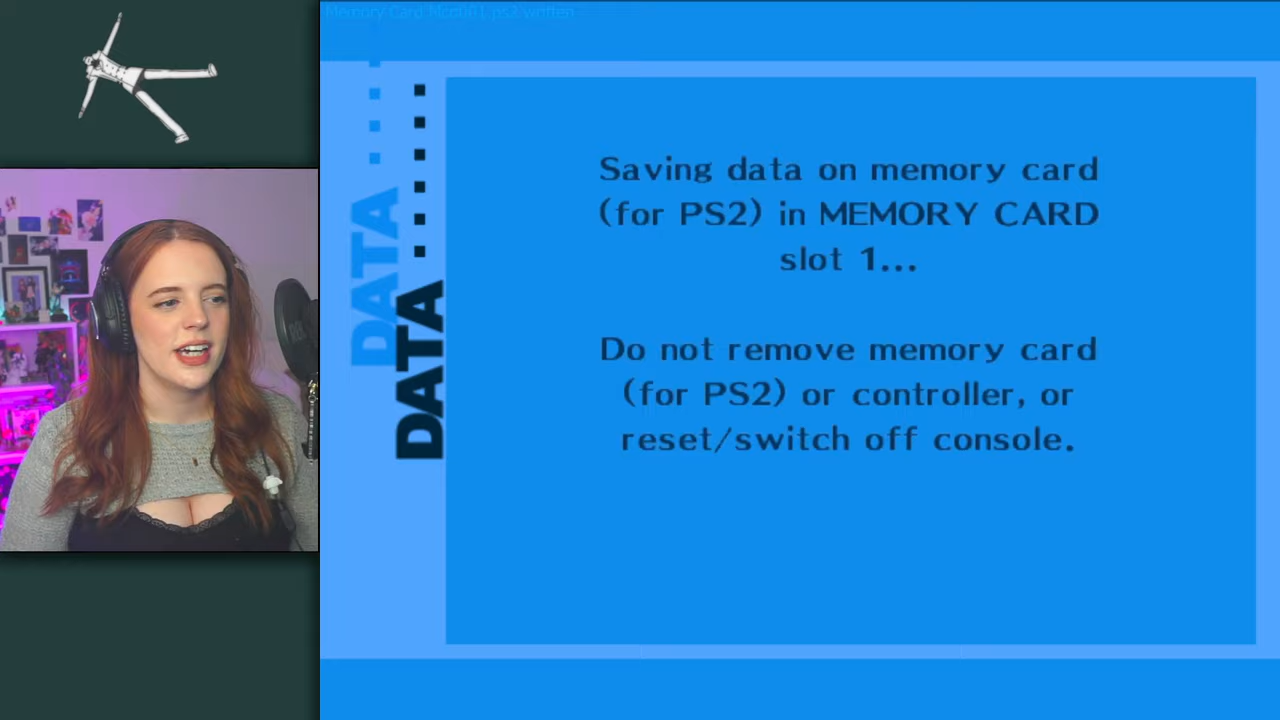 DATA
DATA
Saving data on memory card
(for PS2) in MEMORY CARD
slot 1...
Do not remove memory card
(for PS2) or controller, or
reset/switch off console.